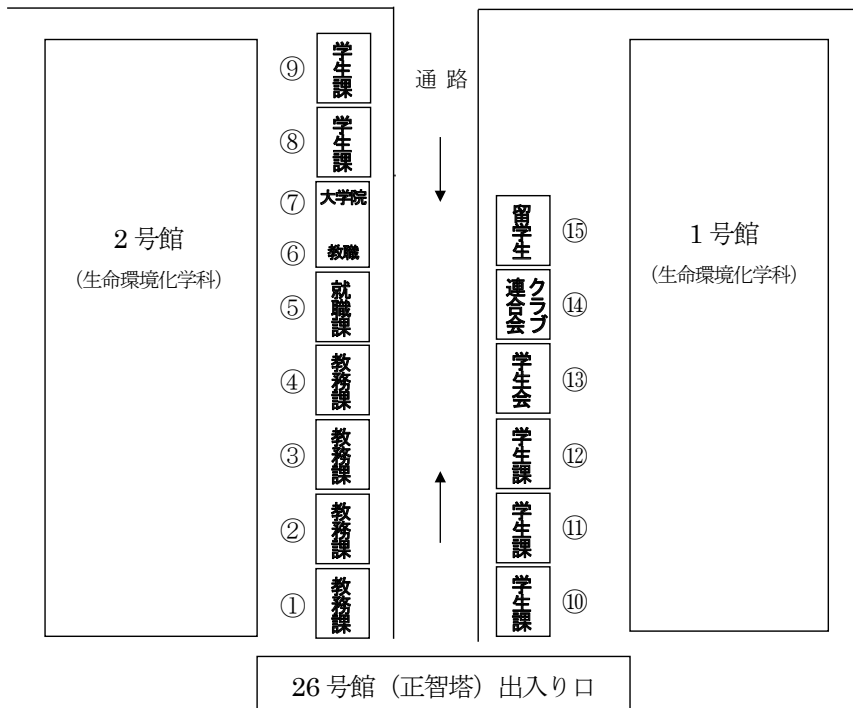 ⑨
学生課
通 路
⑧
学生課
⑦
大学院
⑥
教職
2 号館
(生命環境化学科)
⑤
就職課
④
教務課
③
教務課
②
教務課
①
教務課
留学生
⑮
クラブ
連合会
⑭
学生会
⑬
学生課
⑫
学生課
⑪
学生課
⑩
1 号館
(生命環境化学科)
26 号館（正智塔）出入り口